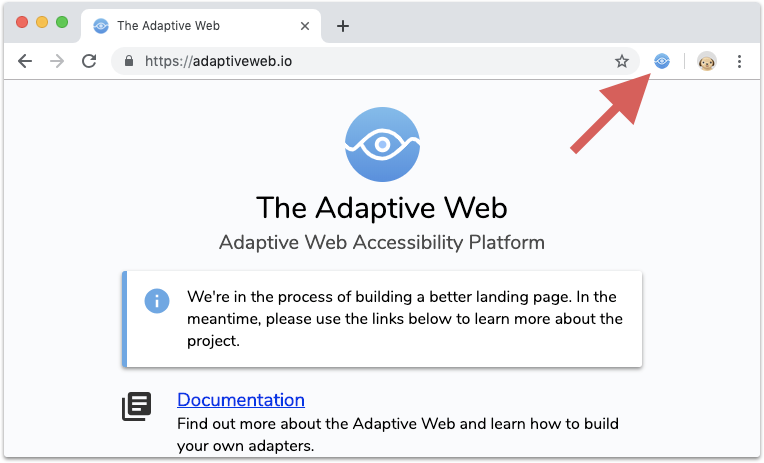 The Adaptive Web
https://adaptiveweb.io
The Adaptive Web
Adaptive Web Accessibility Platform
We're in the process of building a better landing page. In the
meantime, please use the links below to learn more about the
project.
Documentation
Find out more about the Adaptive Web and learn how to build
your own adapters.